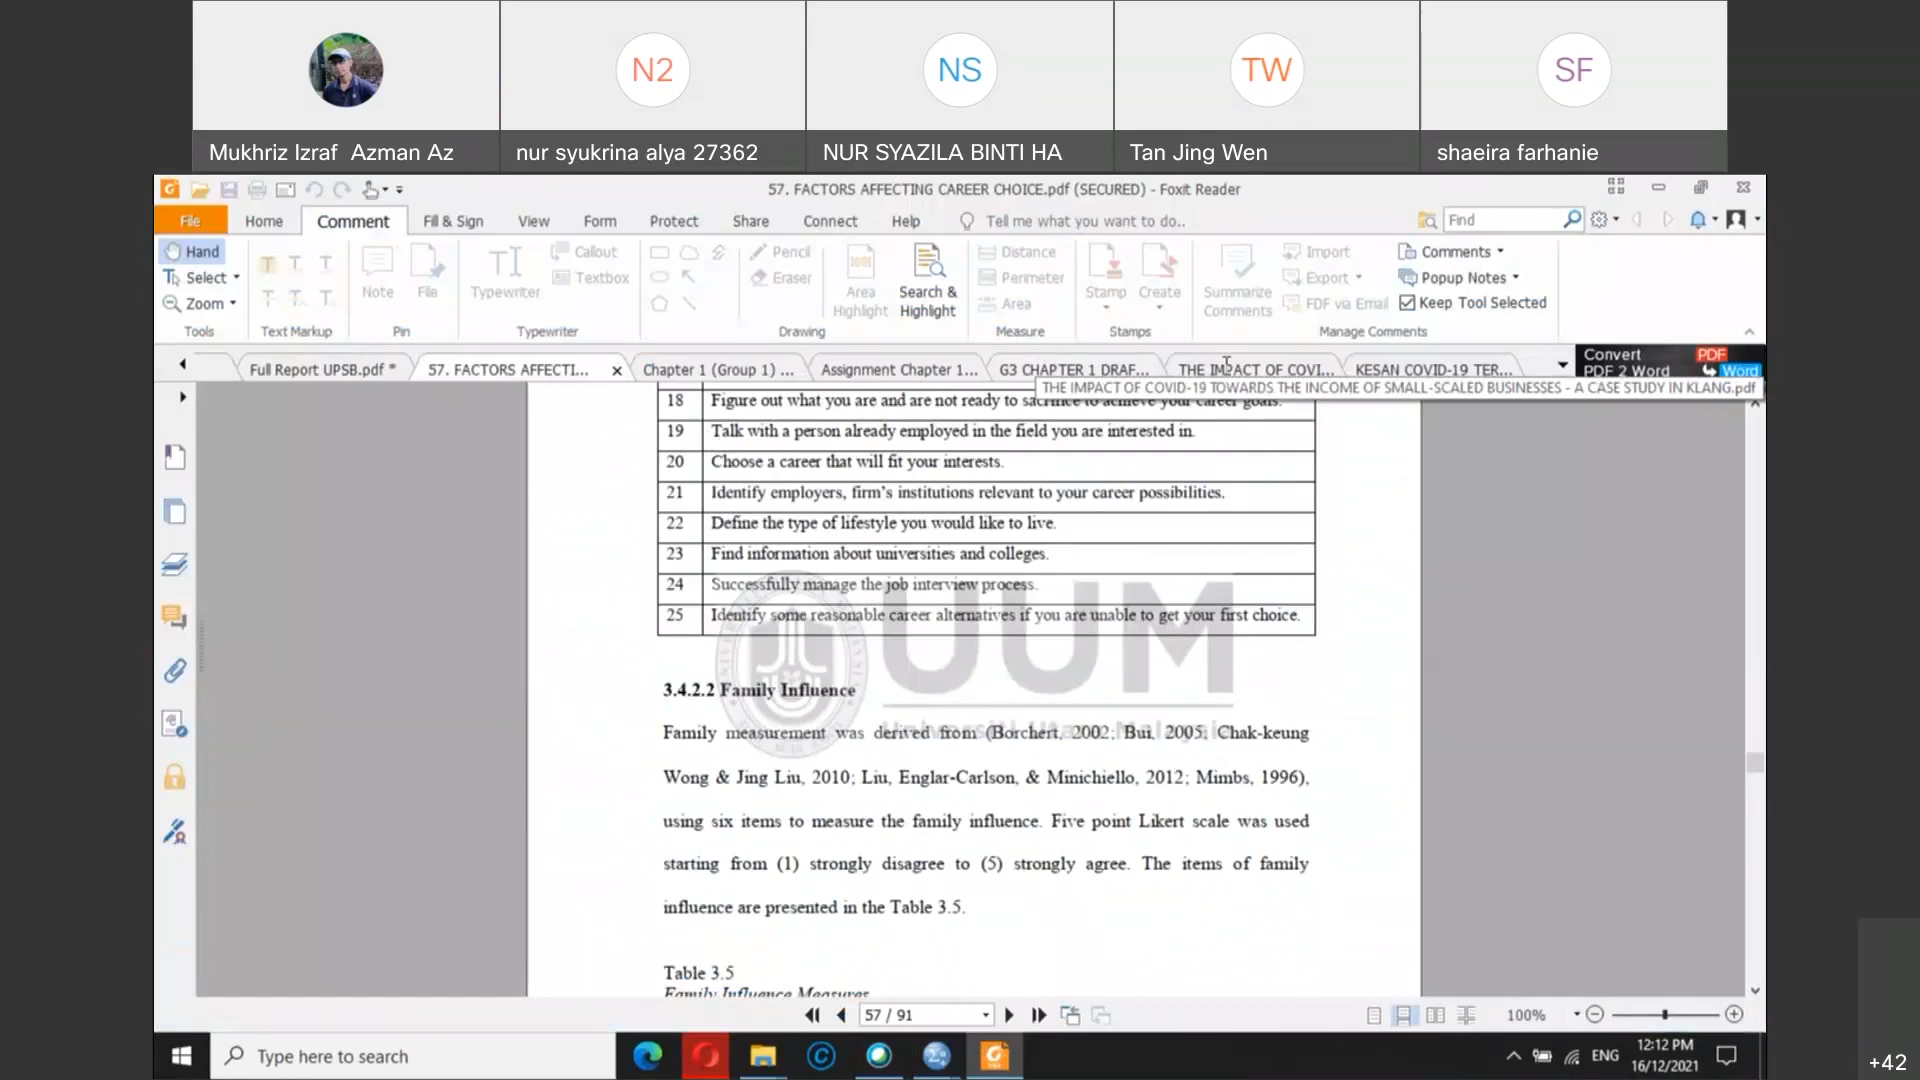 N2
NS
TW
SF
Mukhriz Izraf Azman Az
nur syukrina alya 27362
NUR SYAZILA BINTI HA
Tan Jing Wen
shaeira farhanie
57. FACTORS AFFECTING CAREER CHOICE.pdf (SECURED) - Foxit Reader
File Home Comment Fill & Sign View Form Protect Share Connect Help Tell me what you want to do.. Find
Hand
Select
Zoom
Tools
Text Markup
Note
File
Pin
Typewriter
Callout
Textbox
Typewriter
Pencil
Eraser
Area Highlight
Search & Highlight
Drawing
Distance
Perimeter
Area
Measure
Stamp
Create
Stamps
Summarize Comments
Import
Export
FDF via Email
Comments
Popup Notes
Keep Tool Selected
Manage Comments
Full Report UPSB.pdf *
57. FACTORS AFFECTI...
Chapter 1 (Group 1) ...
Assignment Chapter 1...
G3 CHAPTER 1 DRAF...
THE IMPACT OF COVI...
KESAN COVID-19 TER...
Convert PDF
PDF 2 Word Word
THE IMPACT OF COVID-19 TOWARDS THE INCOME OF SMALL-SCALED BUSINESSES - A CASE STUDY IN KLANG.pdf
18 Figure out what you are and are not ready to sacrifice to achieve your career goals.
19 Talk with a person already employed in the field you are interested in.
20 Choose a career that will fit your interests.
21 Identify employers, firm's institutions relevant to your career possibilities.
22 Define the type of lifestyle you would like to live.
23 Find information about universities and colleges.
24 Successfully manage the job interview process.
25 Identify some reasonable career alternatives if you are unable to get your first choice.
UUM
3.4.2.2 Family Influence
Family measurement was derived from (Borchert, 2002; Bui, 2005; Chak-keung
Wong & Jing Liu, 2010; Liu, Englar-Carlson, & Minichiello, 2012; Mimbs, 1996),
using six items to measure the family influence. Five point Likert scale was used
starting from (1) strongly disagree to (5) strongly agree. The items of family
influence are presented in the Table 3.5.
Table 3.5
Family Influence Measures
57 / 91
100%
Type here to search
ENG
12:12 PM
16/12/2021
+42